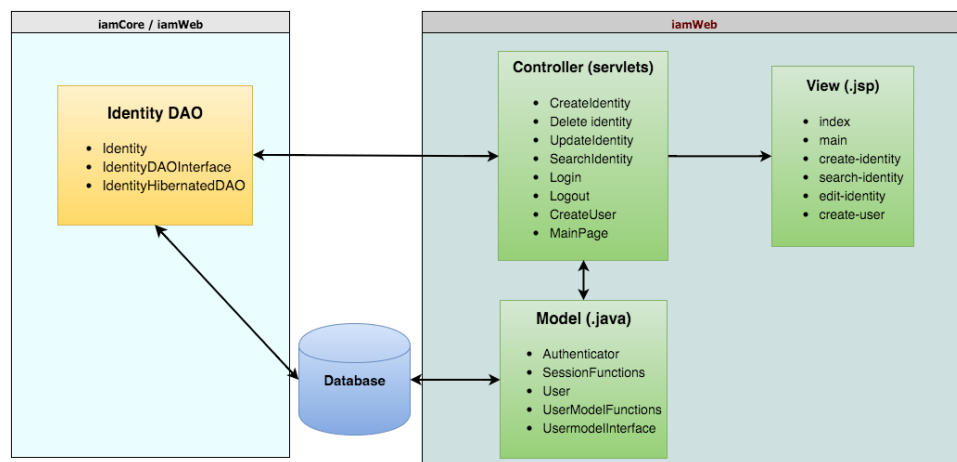 iamCore / iamWeb
Identity DAO
• Identity
• IdentityDAOInterface
• IdentityHibernatedDAO
Database
iamWeb
Controller (servlets)
• CreateIdentity
• Delete identity
• UpdateIdentity
• SearchIdentity
• Login
• Logout
• CreateUser
• MainPage
View (.jsp)
• index
• main
• create-identity
• search-identity
• edit-identity
• create-user
Model (.java)
• Authenticator
• SessionFunctions
• User
• UserModelFunctions
• UsermodelInterface